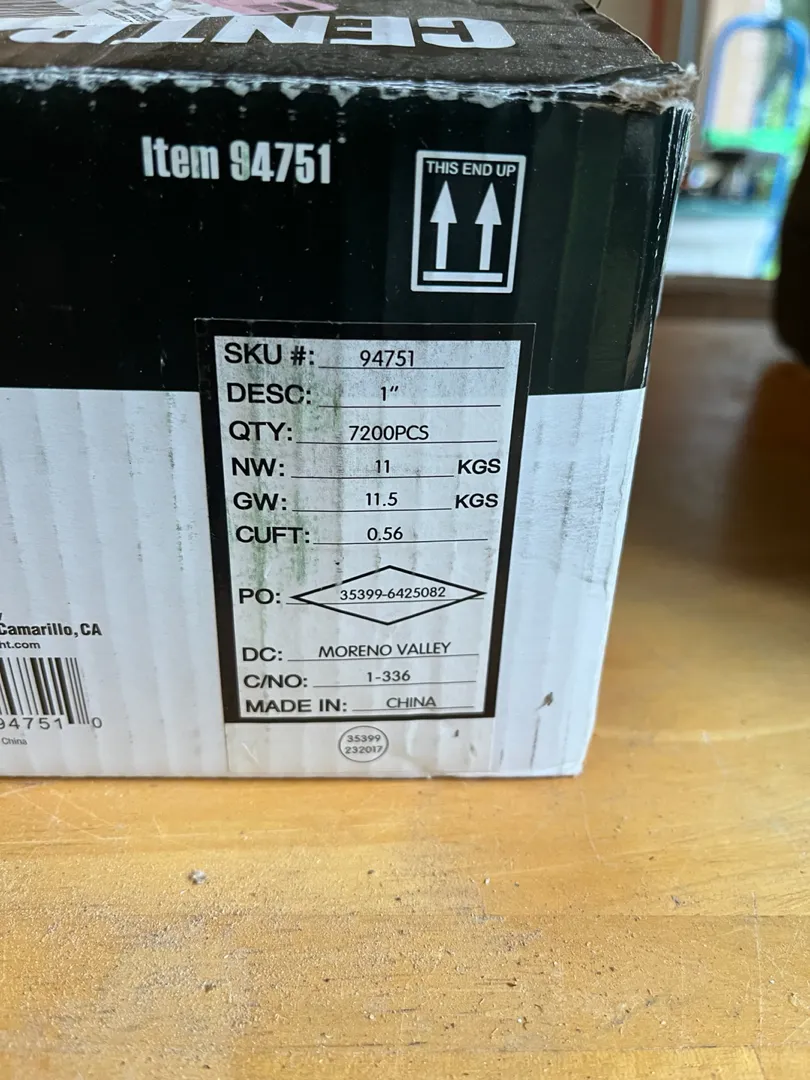 Item 94751
THIS END UP
SKU #: 94751
DESC: 1″
QTY: 7200PCS
NW: 11 KGS
GW: 11.5 KGS
CUFT: 0.56
PO: 35399-6425082
DC: MORENO VALLEY
C/NO: 1-336
MADE IN: CHINA
35399
232017
Camarillo, CA
ht.com
94751 0
China